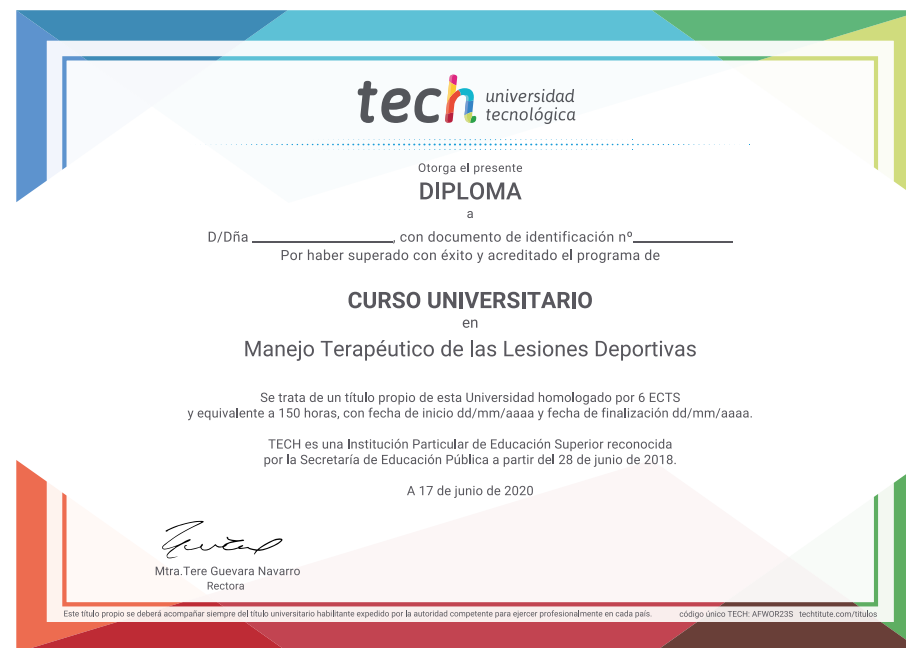 tech universidad
tecnológica
Otorga el presente
DIPLOMA
a
D/Dña ____________________, con documento de identificación nº______________
Por haber superado con éxito y acreditado el programa de
CURSO UNIVERSITARIO
en
Manejo Terapéutico de las Lesiones Deportivas
Se trata de un título propio de esta Universidad homologado por 6 ECTS
y equivalente a 150 horas, con fecha de inicio dd/mm/aaaa y fecha de finalización dd/mm/aaaa.
TECH es una Institución Particular de Educación Superior reconocida
por la Secretaría de Educación Pública a partir del 28 de junio de 2018.
A 17 de junio de 2020
Mtra.Tere Guevara Navarro
Rectora
Este título propio se deberá acompañar siempre del título universitario habilitante expedido por la autoridad competente para ejercer profesionalmente en cada país. código único TECH: AFWOR23S techtitute.com/titulos